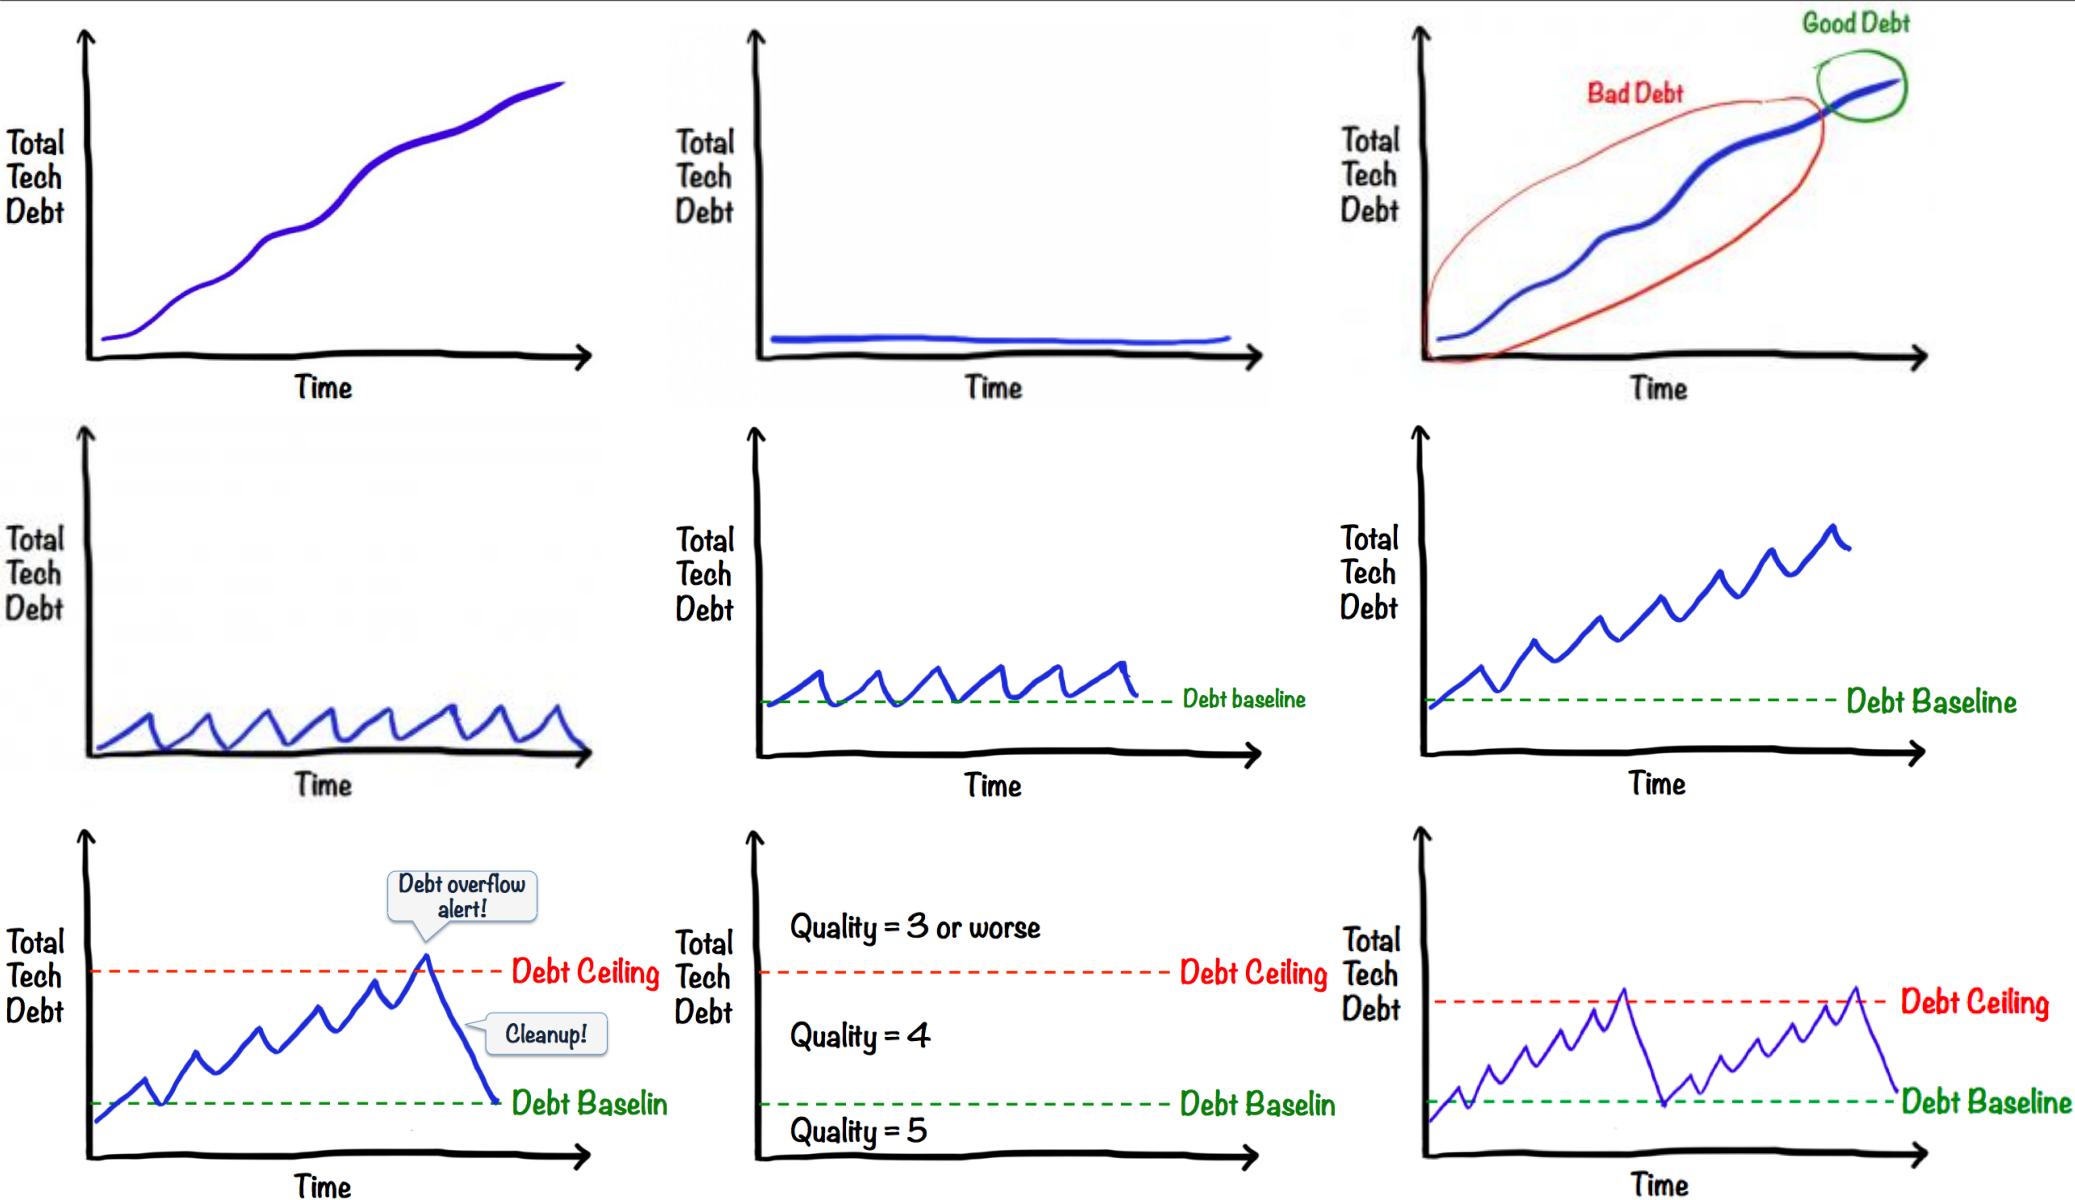 Total
Tech
Debt
Time
Total
Tech
Debt
Time
Good Debt
Bad Debt
Total
Tech
Debt
Time
Total
Tech
Debt
Time
Total
Tech
Debt
Debt baseline
Time
Total
Tech
Debt
Debt Baseline
Time
Debt overflow
alert!
Total
Tech
Debt
Debt Ceiling
Cleanup!
Debt Baselin
Time
Quality = 3 or worse
Total
Tech
Debt
Debt Ceiling
Quality = 4
Debt Baselin
Quality = 5
Total
Tech
Debt
Debt Ceiling
Debt Baseline
Time